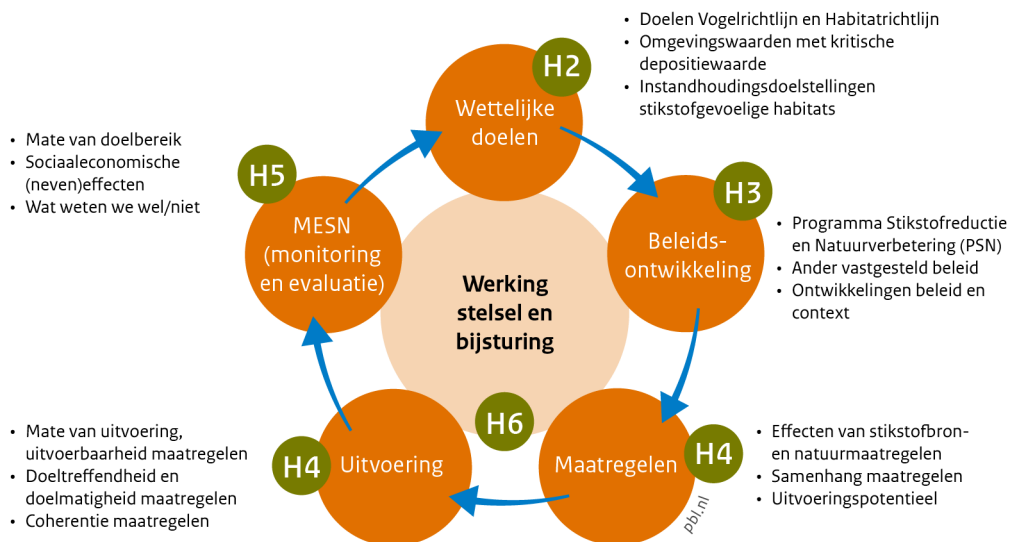 • Doelen Vogelrichtlijn en Habitatrichtlijn
• Omgevingswaarden met kritische
depositiewaarde
• Instandhoudingsdoelstellingen
stikstofgevoelige habitats
H2
Wettelijke
doelen
• Mate van doelbereik
• Sociaaleconomische
(neven)effecten
• Wat weten we wel/niet
H5
MESN
(monitoring
en evaluatie)
H3
Beleids-
ontwikkeling
• Programma Stikstofreductie
en Natuurverbetering (PSN)
• Ander vastgesteld beleid
• Ontwikkelingen beleid en
context
Werking
stelsel en
bijsturing
H6
• Mate van uitvoering,
uitvoerbaarheid maatregelen
• Doeltreffendheid en
doelmatigheid maatregelen
• Coherentie maatregelen
H4
Uitvoering
Maatregelen
H4
• Effecten van stikstofbron-
en natuurmaatregelen
• Samenhang maatregelen
• Uitvoeringspotentieel
pbl.nl